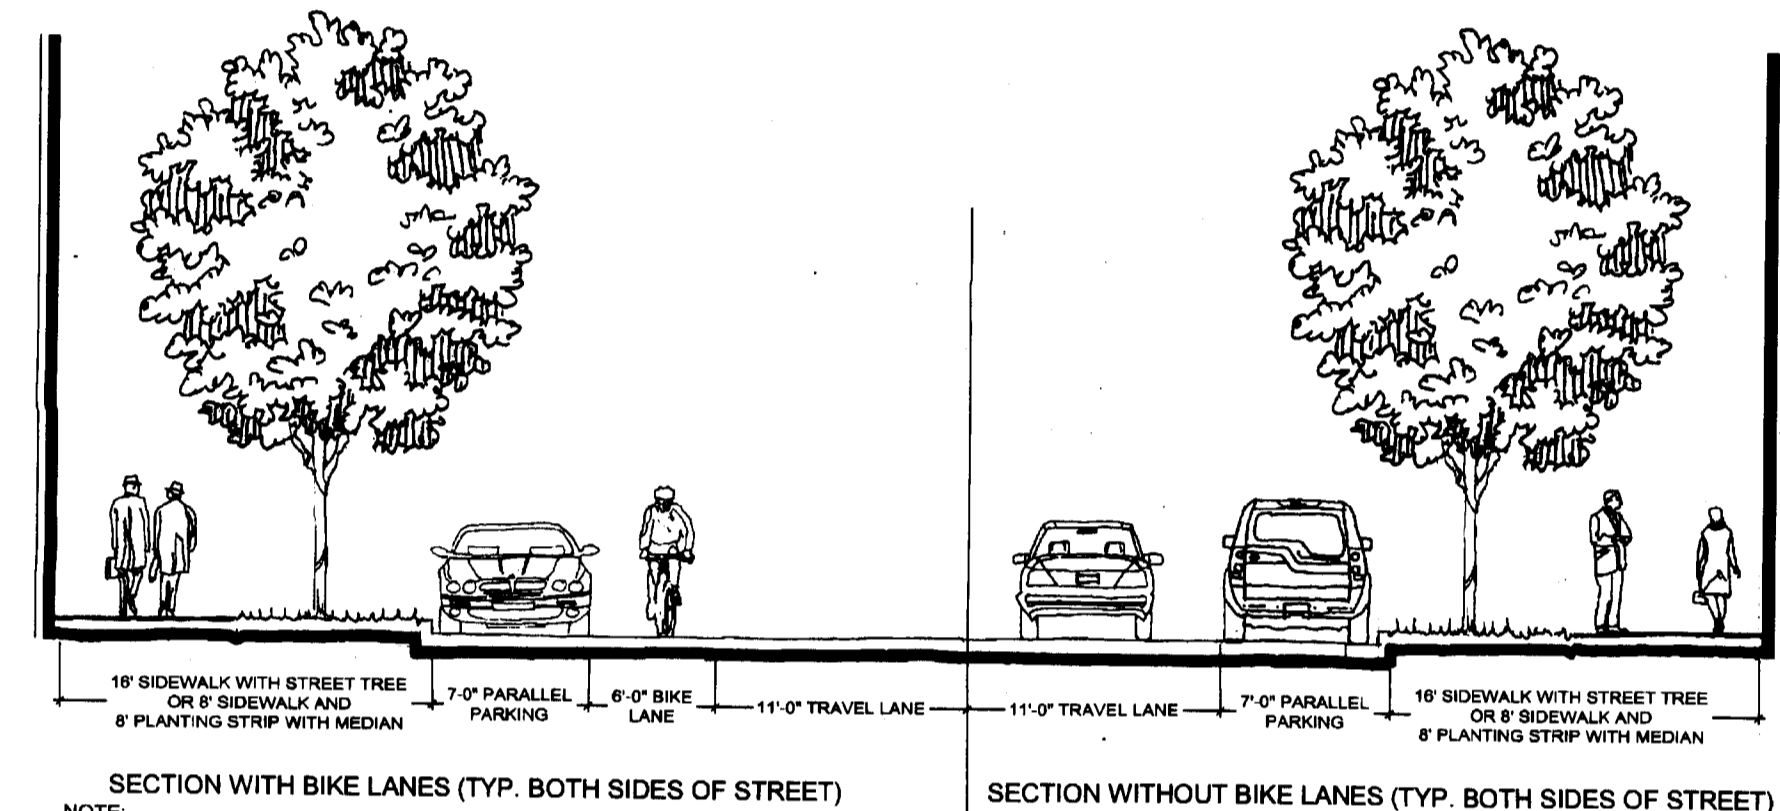 16' SIDEWALK WITH STREET TREE
OR 8' SIDEWALK AND
8' PLANTING STRIP WITH MEDIAN
7-0" PARALLEL
PARKING
6'-0" BIKE
LANE
11'-0" TRAVEL LANE
11'-0" TRAVEL LANE
7'-0" PARALLEL
PARKING
16' SIDEWALK WITH STREET TREE
OR 8' SIDEWALK AND
8' PLANTING STRIP WITH MEDIAN
SECTION WITH BIKE LANES (TYP. BOTH SIDES OF STREET)
SECTION WITHOUT BIKE LANES (TYP. BOTH SIDES OF STREET)
NOTE: